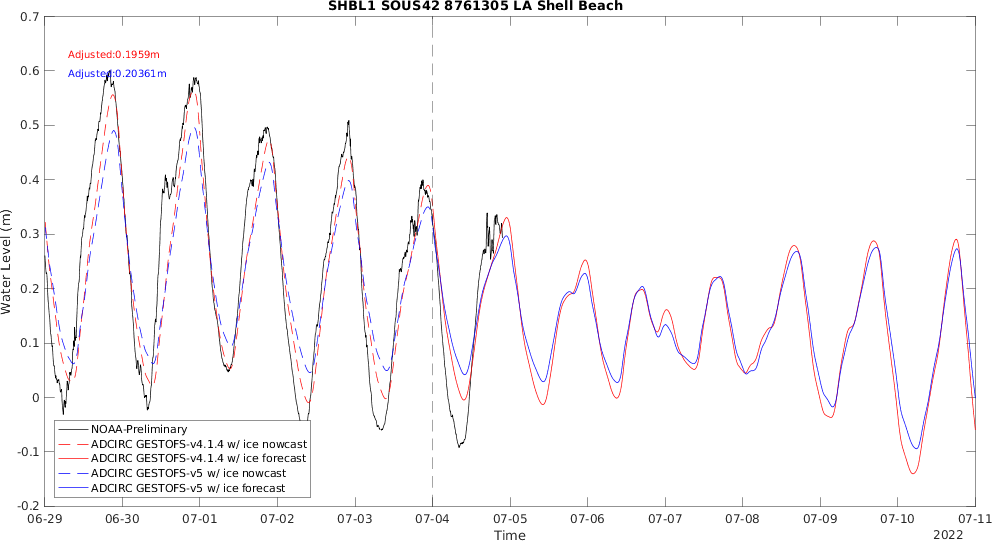 SHBL1 SOUS42 8761305 LA Shell Beach
0.7
0.6
0.5
0.4
0.3
0.2
0.1
0
-0.1
-0.2
Water Level (m)
Adjusted:0.1959m
Adjusted:0.20361m
NOAA-Preliminary
ADCIRC GESTOFS-v4.1.4 w/ ice nowcast
ADCIRC GESTOFS-v4.1.4 w/ ice forecast
ADCIRC GESTOFS-v5 w/ ice nowcast
ADCIRC GESTOFS-v5 w/ ice forecast
06-29 06-30 07-01 07-02 07-03 07-04 07-05 07-06 07-07 07-08 07-09 07-10 07-11
Time
2022